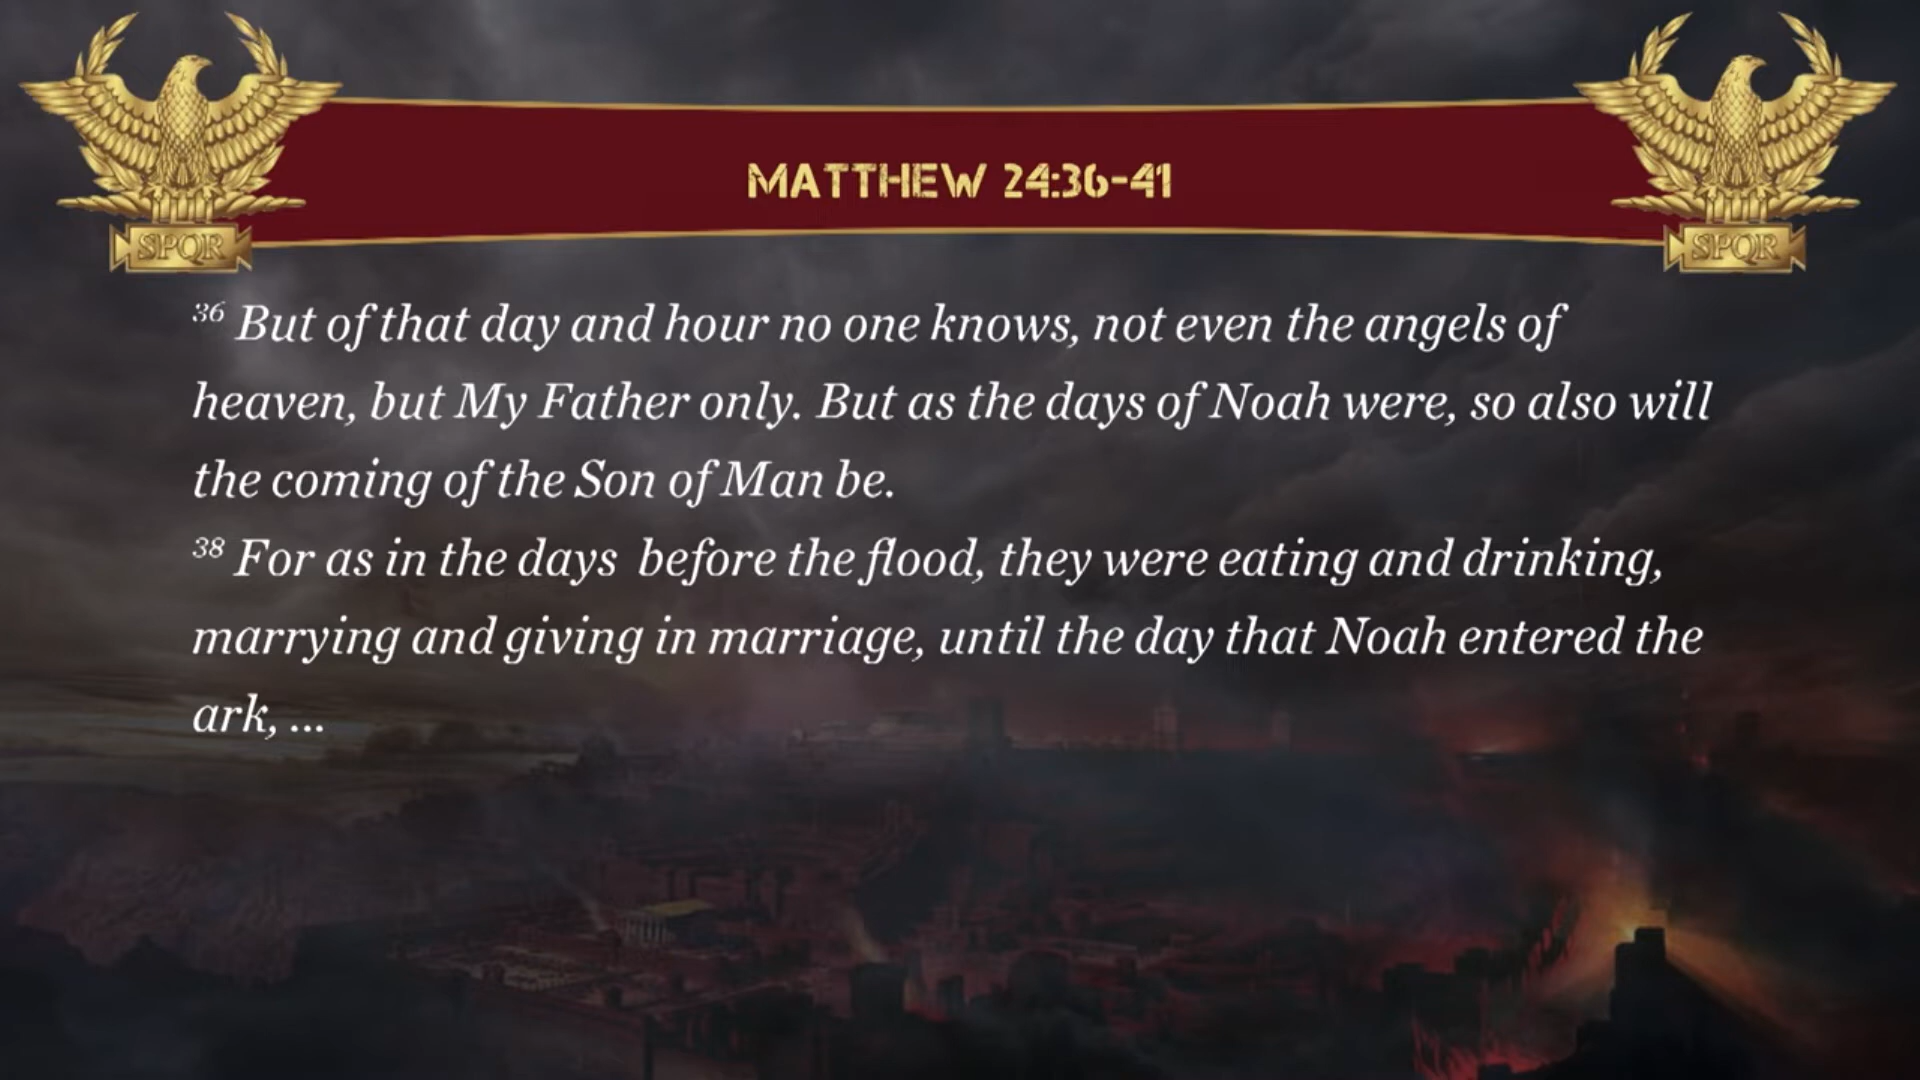 MATTHEW 24:36-41
SPQR
SPQR
36 But of that day and hour no one knows, not even the angels of
heaven, but My Father only. But as the days of Noah were, so also will
the coming of the Son of Man be.
38 For as in the days before the flood, they were eating and drinking,
marrying and giving in marriage, until the day that Noah entered the
ark, ...